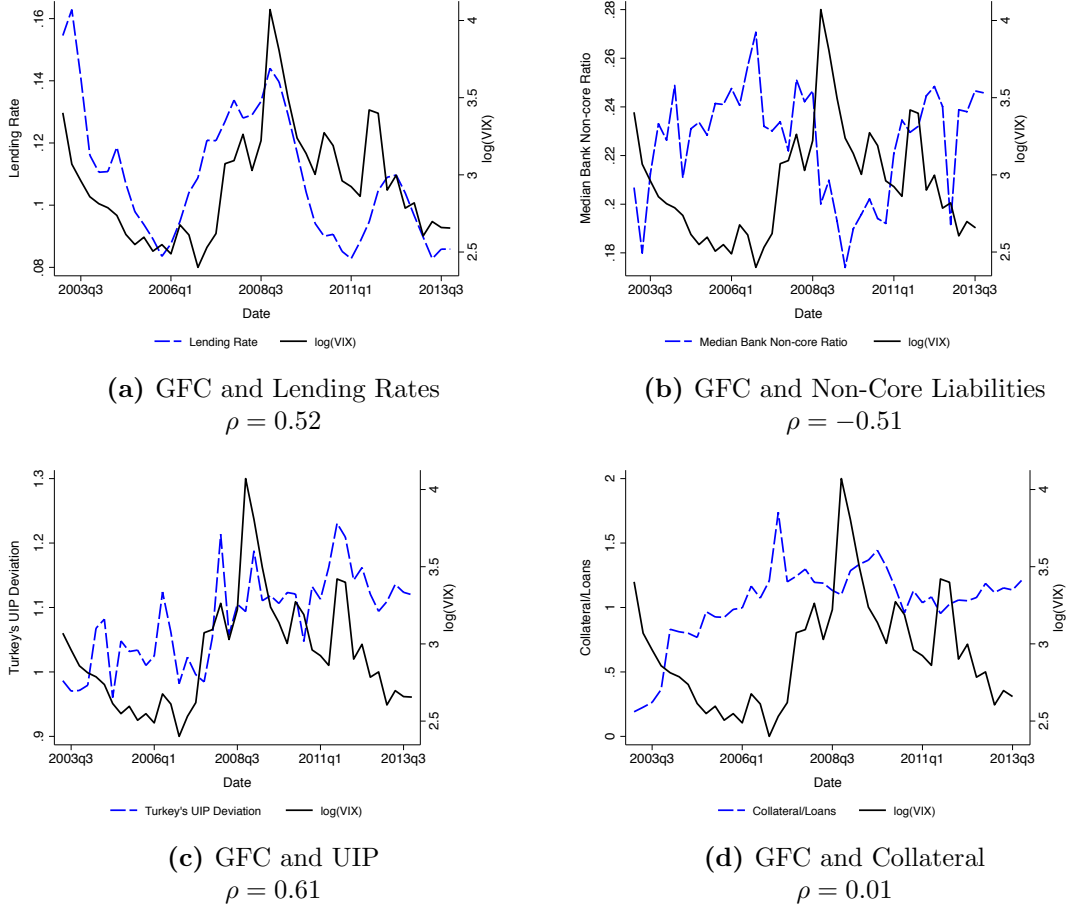 .16
.14
.12
.1
.08
Lending Rate
4
3.5
3
2.5
log(VIX)
2003q3 2006q1 2008q3 2011q1 2013q3
Date
Lending Rate log(VIX)
(a) GFC and Lending Rates
ρ = 0.52
.28
.26
.24
.22
.2
.18
Median Bank Non-core Ratio
4
3.5
3
2.5
log(VIX)
2003q3 2006q1 2008q3 2011q1 2013q3
Date
Median Bank Non-core Ratio log(VIX)
(b) GFC and Non-Core Liabilities
ρ = −0.51
1.3
1.2
1.1
1
.9
Turkey's UIP Deviation
4
3.5
3
2.5
log(VIX)
2003q3 2006q1 2008q3 2011q1 2013q3
Date
Turkey's UIP Deviation log(VIX)
(c) GFC and UIP
ρ = 0.61
2
1.5
1
.5
0
Collateral/Loans
4
3.5
3
2.5
log(VIX)
2003q3 2006q1 2008q3 2011q1 2013q3
Date
Collateral/Loans log(VIX)
(d) GFC and Collateral
ρ = 0.01